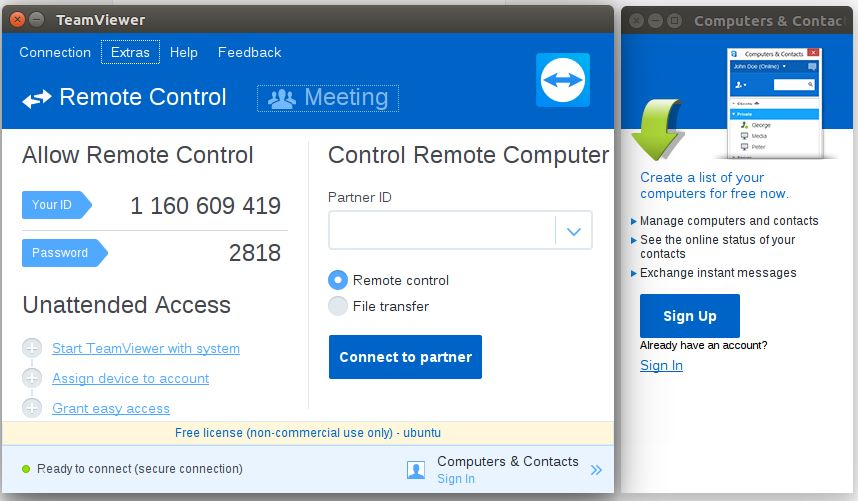 TeamViewer
Connection Extras Help Feedback
Remote Control Meeting
Allow Remote Control
Your ID 1 160 609 419
Password 2818
Unattended Access
Start TeamViewer with system
Assign device to account
Grant easy access
Control Remote Computer
Partner ID
Remote control
File transfer
Connect to partner
Free license (non-commercial use only) - ubuntu
Ready to connect (secure connection)
Computers & Contacts
Sign In
Computers & Contac
Computers & Contacts
John Doe (Online)
Private
George
Media
Peter
Create a list of your
computers for free now.
Manage computers and contacts
See the online status of your
contacts
Exchange instant messages
Sign Up
Already have an account?
Sign In